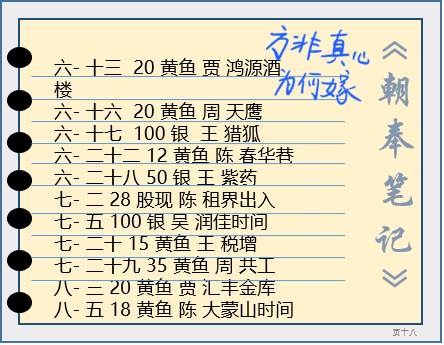 方非真心
为何嫁
《朝奉笔记》
六- 十三 20 黄鱼 贾 鸿源酒
楼
六- 十六 20 黄鱼 周 天鹰
六- 十七 100 银 王 猎狐
六- 二十二 12 黄鱼 陈 春华巷
六- 二十八 50 银 王 紫药
七- 二 28 股现 陈 租界出入
七- 五 100 银 吴 润佳时间
七- 二十 15 黄鱼 王 税增
七- 二十九 35 黄鱼 周 共工
八- 三 20 黄鱼 贾 汇丰金库
八- 五 18 黄鱼 陈 大蒙山时间
页十八